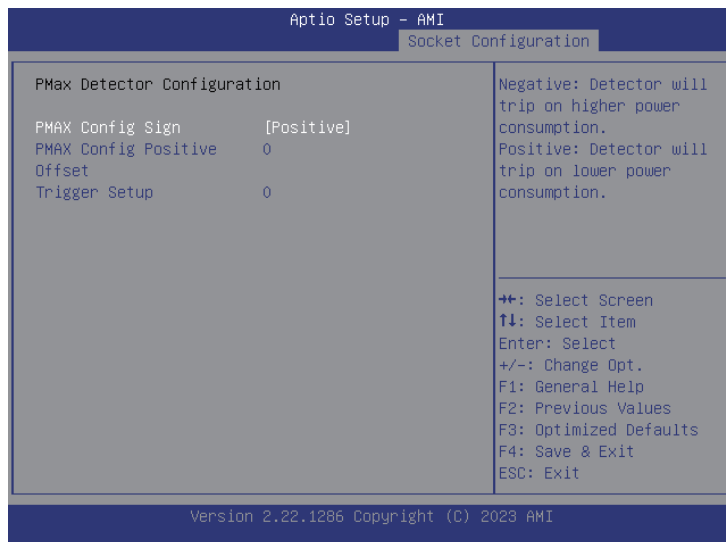 Aptio Setup – AMI
Socket Configuration
PMax Detector Configuration
PMAX Config Sign [Positive]
PMAX Config Positive 0
Offset
Trigger Setup 0
Negative: Detector will
trip on higher power
consumption.
Positive: Detector will
trip on lower power
consumption.
→←: Select Screen
↑↓: Select Item
Enter: Select
+/-: Change Opt.
F1: General Help
F2: Previous Values
F3: Optimized Defaults
F4: Save & Exit
ESC: Exit
Version 2.22.1286 Copyright (C) 2023 AMI